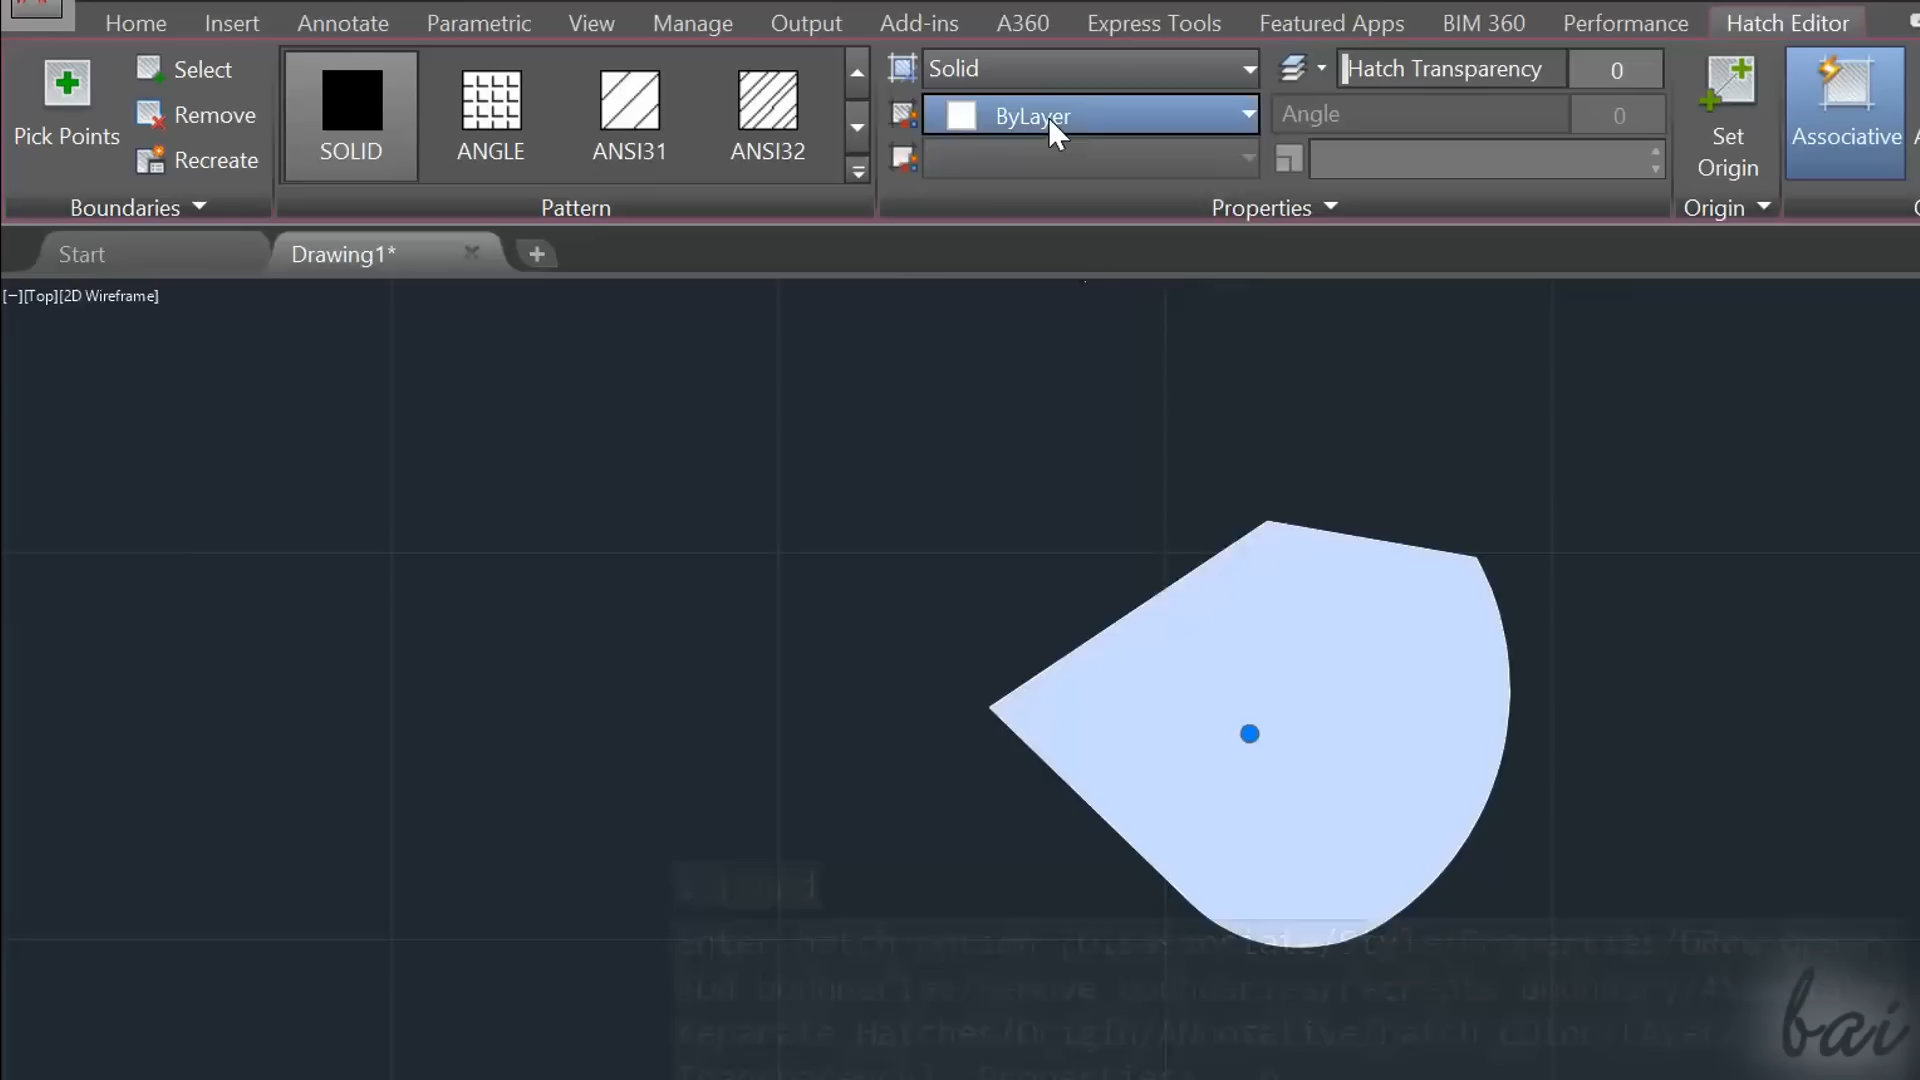 Home Insert Annotate Parametric View Manage Output Add-ins A360 Express Tools Featured Apps BIM 360 Performance Hatch Editor
Pick Points
Select
Remove
Recreate
Boundaries
SOLID ANGLE ANSI31 ANSI32
Pattern
Solid
ByLayer
Hatch Transparency 0
Angle 0
Properties
Set
Origin
Origin
Associative
Start Drawing1* +
[−][Top][2D Wireframe]
bai